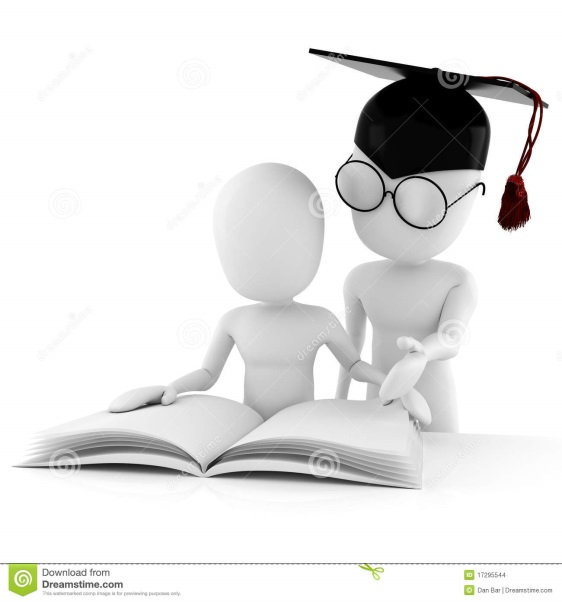 Download from
Dreamstime.com
This watermarked comp image is for previewing purposes only.
17295544
Dan Bar | Dreamstime.com